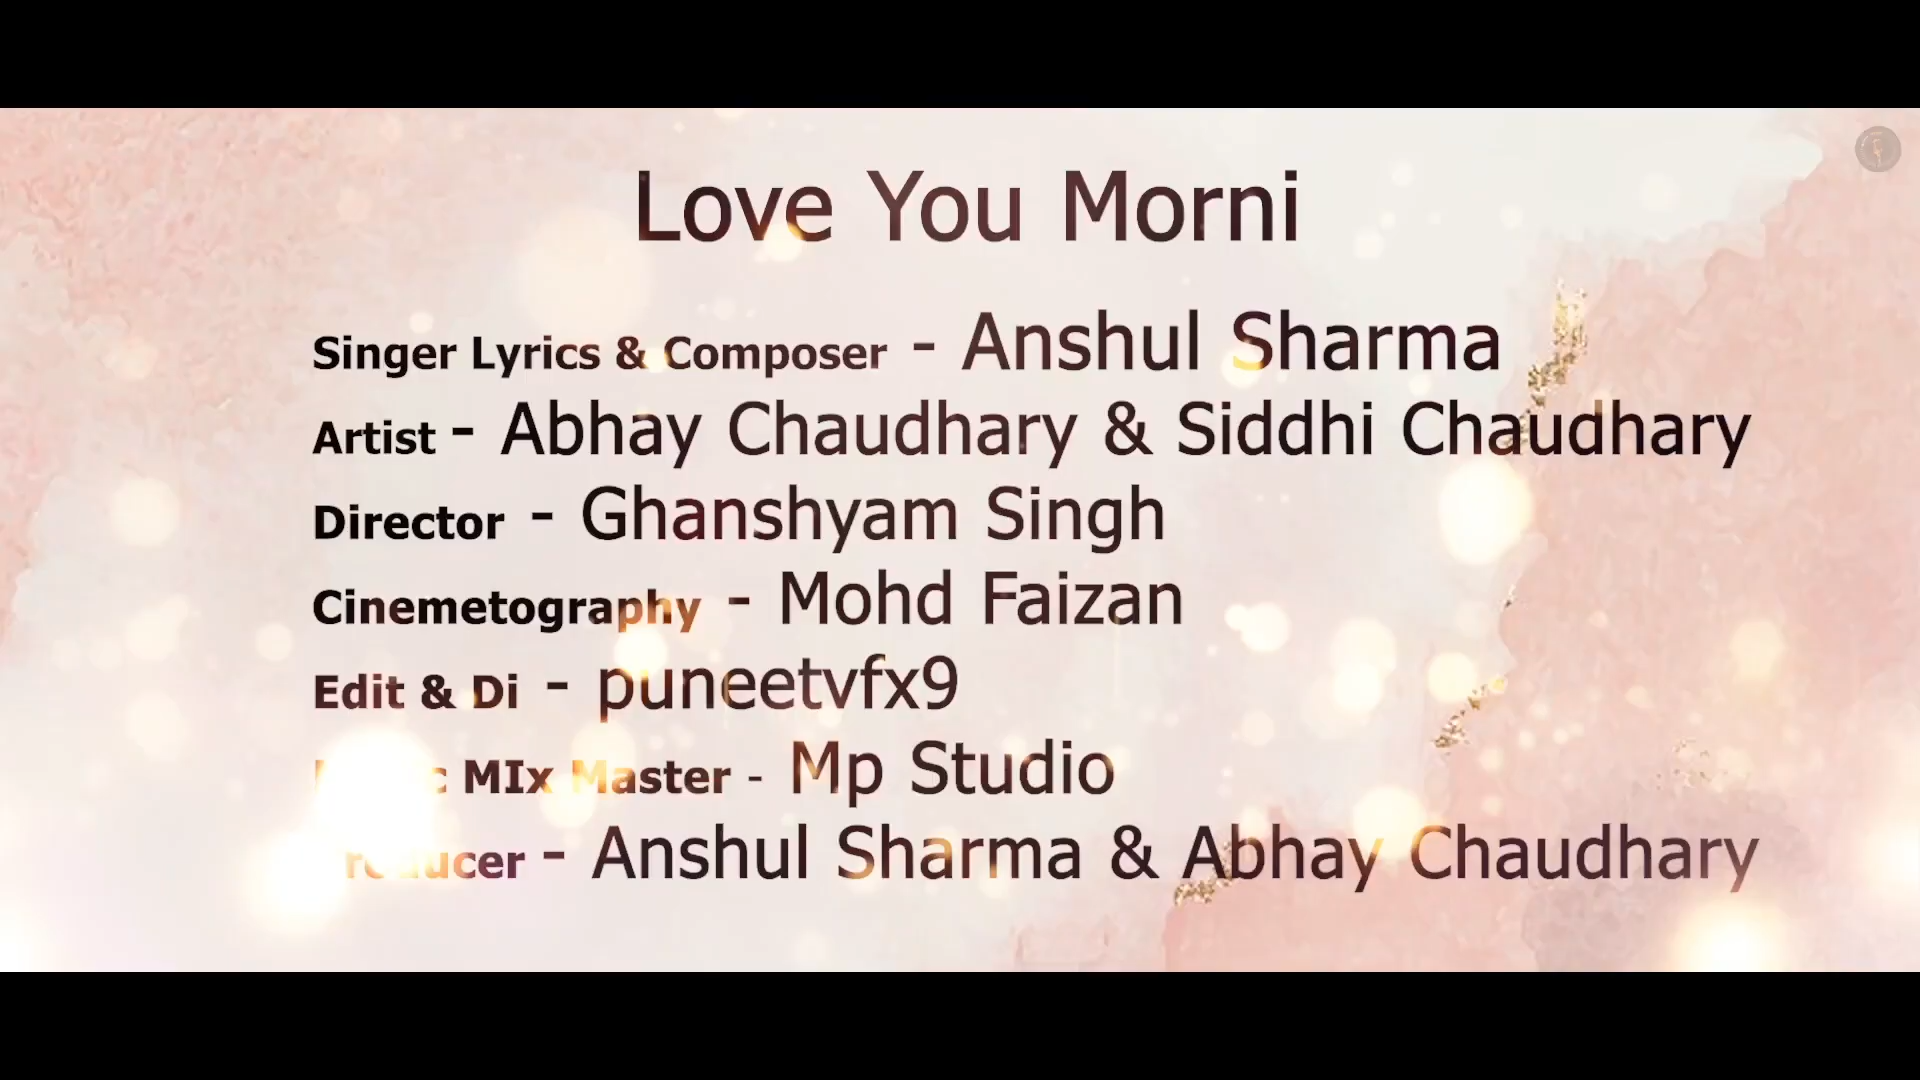 Love You Morni
Singer Lyrics & Composer - Anshul Sharma
Artist - Abhay Chaudhary & Siddhi Chaudhary
Director - Ghanshyam Singh
Cinemetography - Mohd Faizan
Edit & Di - puneetvfx9
MIx Master - Mp Studio
Producer - Anshul Sharma & Abhay Chaudhary